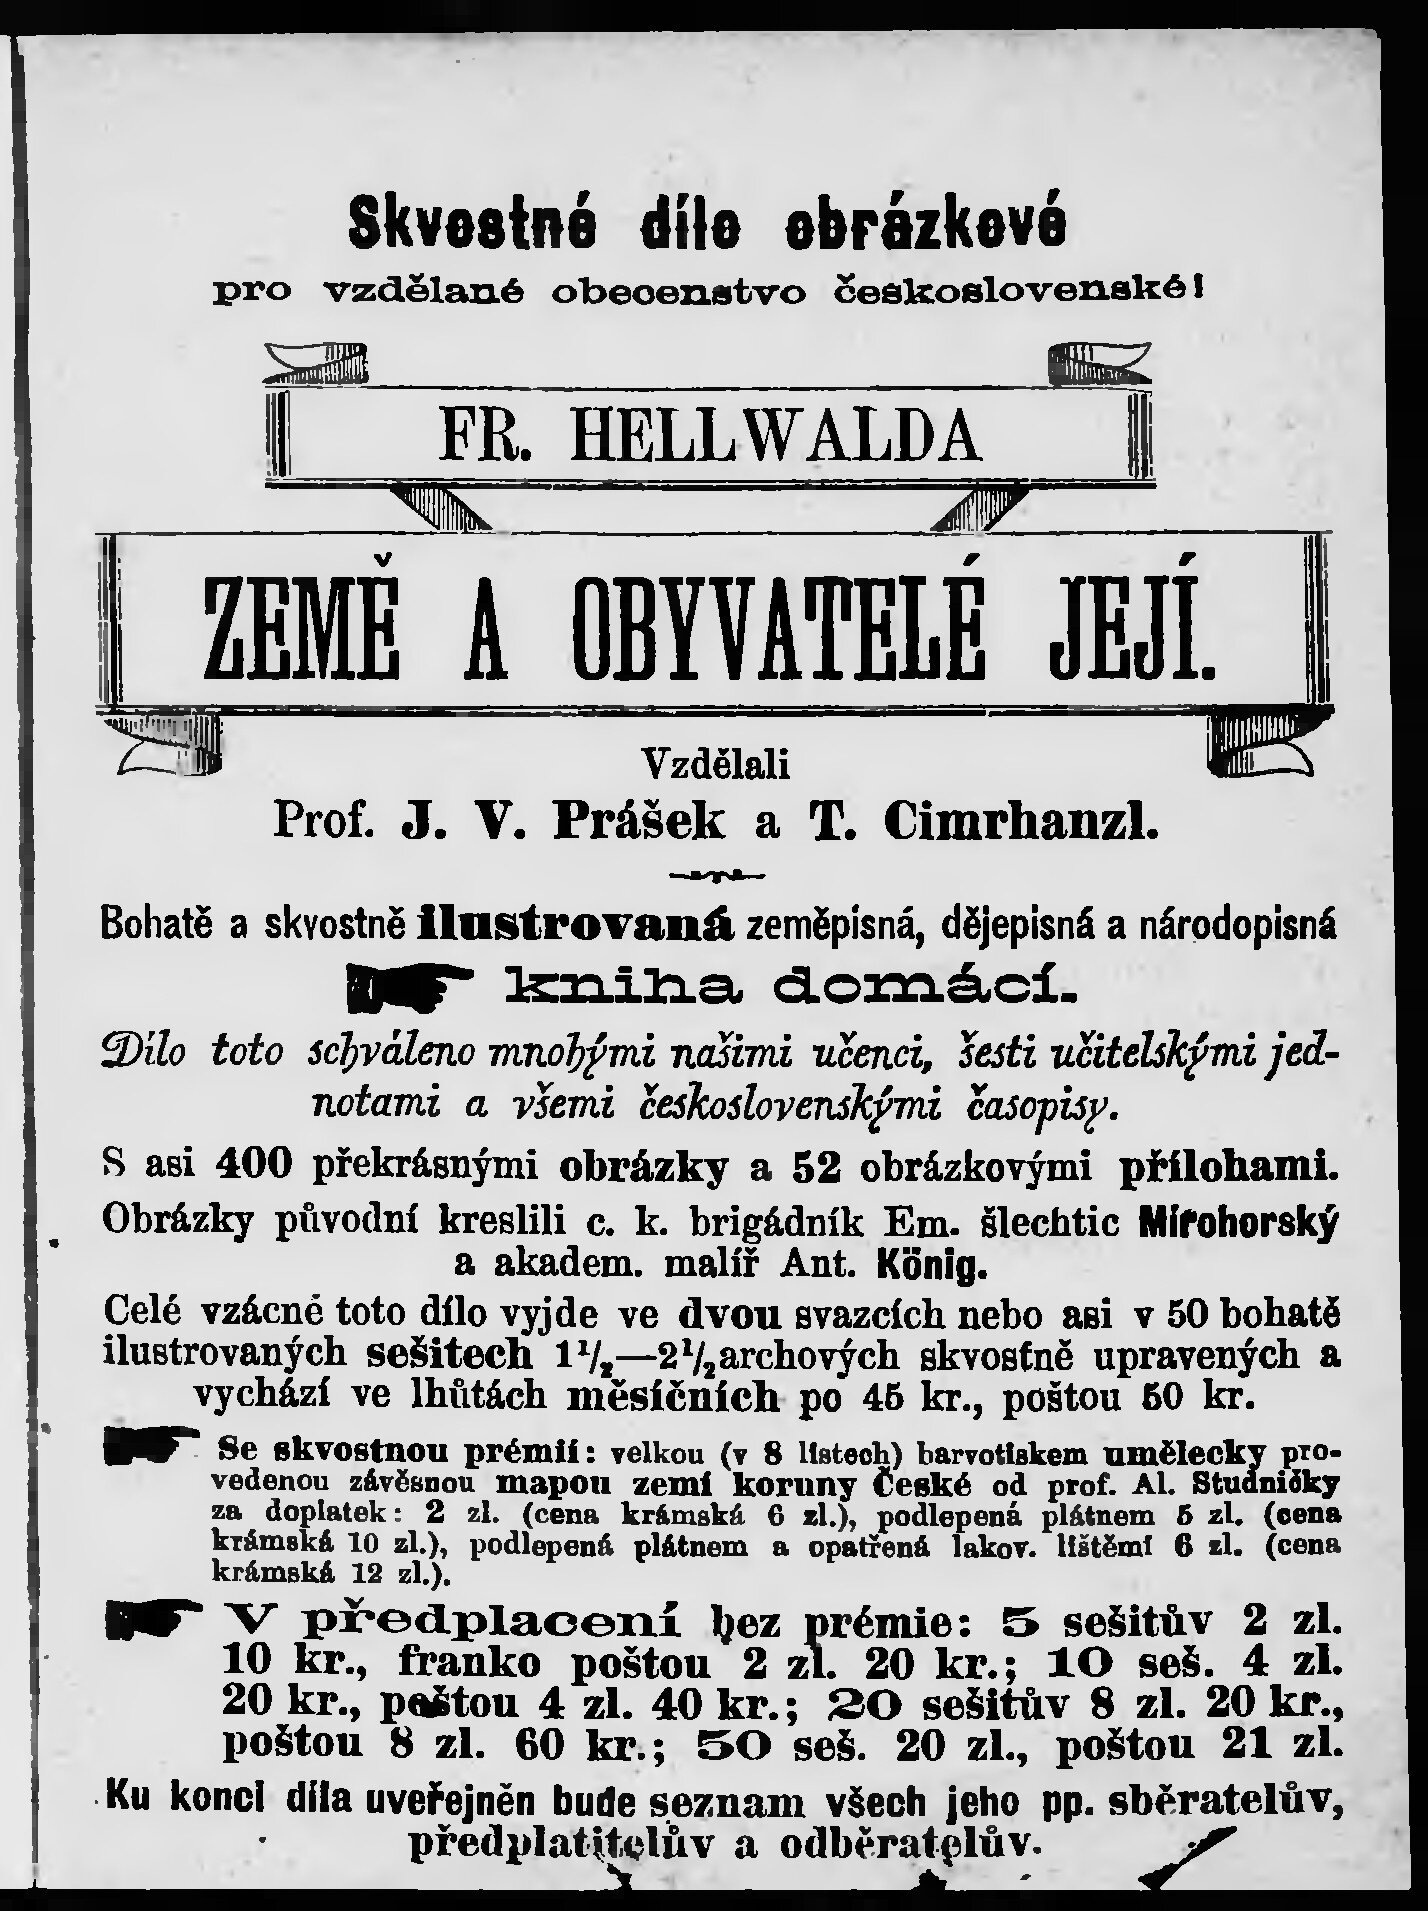 Skvostné dílo obrázkové
pro vzdělané obecenstvo československé!
FR. HELLWALDA
ZEMĚ A OBYVATELÉ JEJÍ.
Vzdělali
Prof. J. V. Prášek a T. Cimrhanzl.
Bohatě a skvostně ilustrovaná zeměpisná, dějepisná a národopisná
kniha domácí.
Dílo toto schváleno mnohými našimi učenci, šesti učitelskými jed-
notami a všemi československými časopisy.
S asi 400 překrásnými obrázky a 52 obrázkovými přílohami.
Obrázky původní kreslili c. k. brigádník Em. šlechtic Mířohorský
a akadem. malíř Ant. König.
Celé vzácné toto dílo vyjde ve dvou svazcích nebo asi v 50 bohatě
ilustrovaných sešitech 1½—2½archových skvostně upravených a
vychází ve lhůtách měsíčních po 45 kr., poštou 50 kr.
Se skvostnou prémií: velkou (v 8 listech) barvotiskem umělecky pro-
vedenou závěsnou mapou zemí koruny České od prof. Al. Studničky
za doplatek: 2 zl. (cena krámská 6 zl.), podlepená plátnem 5 zl. (cena
krámská 10 zl.), podlepená plátnem a opatřená lakov. lištěmi 6 zl. (cena
krámská 12 zl.).
V předplacení bez prémie: 5 sešitův 2 zl.
10 kr., franko poštou 2 zl. 20 kr.; 10 seš. 4 zl.
20 kr., poštou 4 zl. 40 kr.; 20 sešitův 8 zl. 20 kr.,
poštou 8 zl. 60 kr.; 50 seš. 20 zl., poštou 21 zl.
Ku konci díla uveřejněn bude seznam všech jeho pp. sběratelův,
předplatitelův a odběratelův.